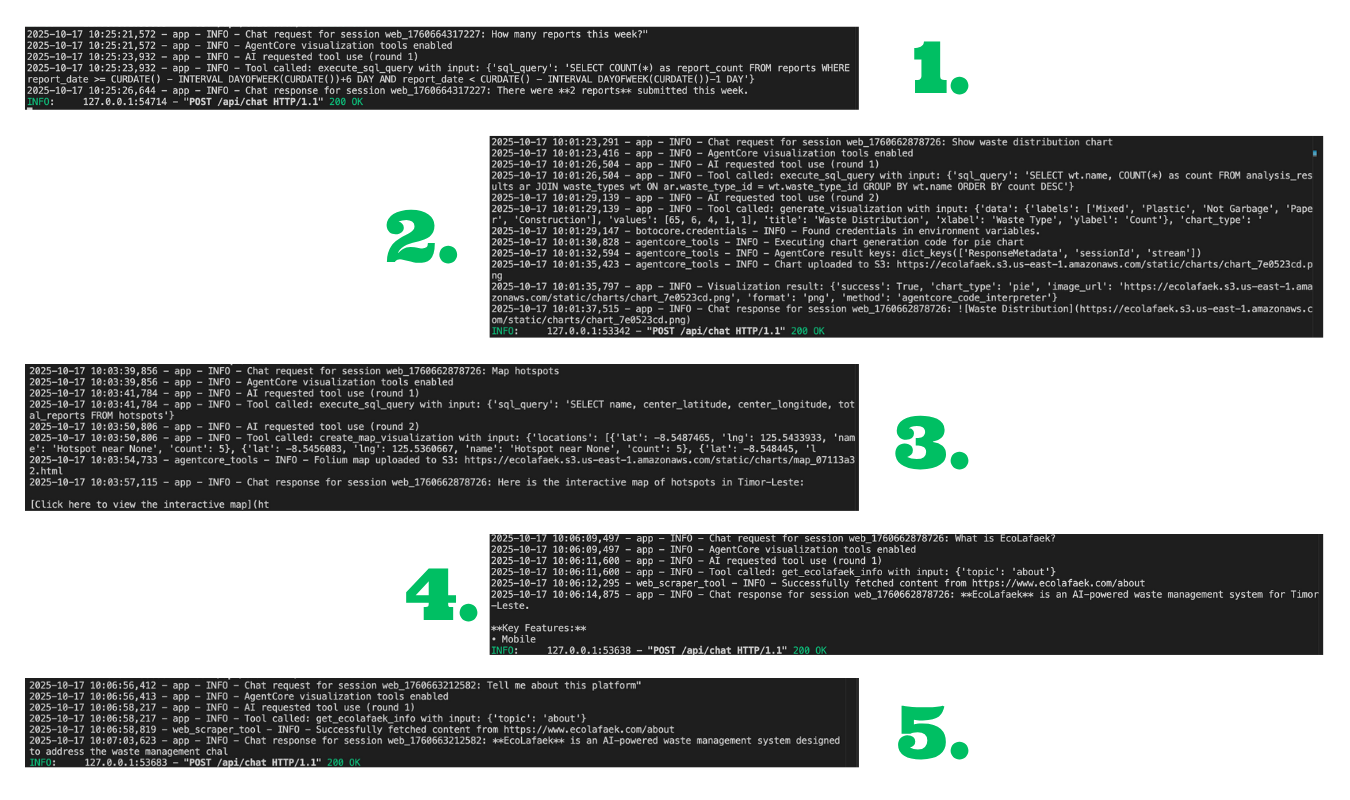 2025-10-17 10:25:21,572 - app - INFO - Chat request for session web_1760664317227: How many reports this week?"
2025-10-17 10:25:21,572 - app - INFO - AgentCore visualization tools enabled
2025-10-17 10:25:23,932 - app - INFO - AI requested tool use (round 1)
2025-10-17 10:25:23,932 - app - INFO - Tool called: execute_sql_query with input: {'sql_query': 'SELECT COUNT(*) as report_count FROM reports WHERE
report_date >= CURDATE() - INTERVAL DAYOFWEEK(CURDATE())+6 DAY AND report_date < CURDATE() - INTERVAL DAYOFWEEK(CURDATE())-1 DAY'}
2025-10-17 10:25:26,644 - app - INFO - Chat response for session web_1760664317227: There were **2 reports** submitted this week.
INFO: 127.0.0.1:54714 - "POST /api/chat HTTP/1.1" 200 OK
1.
2025-10-17 10:01:23,291 - app - INFO - Chat request for session web_1760662878726: Show waste distribution chart
2025-10-17 10:01:23,416 - app - INFO - AgentCore visualization tools enabled
2025-10-17 10:01:26,504 - app - INFO - AI requested tool use (round 1)
2025-10-17 10:01:26,504 - app - INFO - Tool called: execute_sql_query with input: {'sql_query': 'SELECT wt.name, COUNT(*) as count FROM analysis_res
ults ar JOIN waste_types wt ON ar.waste_type_id = wt.waste_type_id GROUP BY wt.name ORDER BY count DESC'}
2025-10-17 10:01:29,139 - app - INFO - AI requested tool use (round 2)
2025-10-17 10:01:29,139 - app - INFO - Tool called: generate_visualization with input: {'data': {'labels': ['Mixed', 'Plastic', 'Not Garbage', 'Pape
r', 'Construction'], 'values': [65, 6, 4, 1, 1], 'title': 'Waste Distribution', 'xlabel': 'Waste Type', 'ylabel': 'Count'}, 'chart_type': '
2025-10-17 10:01:29,147 - botocore.credentials - INFO - Found credentials in environment variables.
2025-10-17 10:01:30,828 - agentcore_tools - INFO - Executing chart generation code for pie chart
2025-10-17 10:01:32,594 - agentcore_tools - INFO - AgentCore result keys: dict_keys(['ResponseMetadata', 'sessionId', 'stream'])
2025-10-17 10:01:35,423 - agentcore_tools - INFO - Chart uploaded to S3: https://ecolafaek.s3.us-east-1.amazonaws.com/static/charts/chart_7e0523cd.p
ng
2025-10-17 10:01:35,797 - app - INFO - Visualization result: {'success': True, 'chart_type': 'pie', 'image_url': 'https://ecolafaek.s3.us-east-1.ama
zonaws.com/static/charts/chart_7e0523cd.png', 'format': 'png', 'method': 'agentcore_code_interpreter'}
2025-10-17 10:01:37,515 - app - INFO - Chat response for session web_1760662878726: ![Waste Distribution](https://ecolafaek.s3.us-east-1.amazonaws.c
om/static/charts/chart_7e0523cd.png)
INFO: 127.0.0.1:53342 - "POST /api/chat HTTP/1.1" 200 OK
2.
2025-10-17 10:03:39,856 - app - INFO - Chat request for session web_1760662878726: Map hotspots
2025-10-17 10:03:39,856 - app - INFO - AgentCore visualization tools enabled
2025-10-17 10:03:41,784 - app - INFO - AI requested tool use (round 1)
2025-10-17 10:03:41,784 - app - INFO - Tool called: execute_sql_query with input: {'sql_query': 'SELECT name, center_latitude, center_longitude, tot
al_reports FROM hotspots'}
2025-10-17 10:03:50,806 - app - INFO - AI requested tool use (round 2)
2025-10-17 10:03:50,806 - app - INFO - Tool called: create_map_visualization with input: {'locations': [{'lat': -8.5487465, 'lng': 125.5433933, 'nam
e': 'Hotspot near None', 'count': 5}, {'lat': -8.5456083, 'lng': 125.5360667, 'name': 'Hotspot near None', 'count': 5}, {'lat': -8.548445, 'l
2025-10-17 10:03:54,733 - agentcore_tools - INFO - Folium map uploaded to S3: https://ecolafaek.s3.us-east-1.amazonaws.com/static/charts/map_07113a3
2.html
2025-10-17 10:03:57,115 - app - INFO - Chat response for session web_1760662878726: Here is the interactive map of hotspots in Timor-Leste:
[Click here to view the interactive map](ht
3.
2025-10-17 10:06:09,497 - app - INFO - Chat request for session web_1760662878726: What is EcoLafaek?
2025-10-17 10:06:09,497 - app - INFO - AgentCore visualization tools enabled
2025-10-17 10:06:11,600 - app - INFO - AI requested tool use (round 1)
2025-10-17 10:06:11,600 - app - INFO - Tool called: get_ecolafaek_info with input: {'topic': 'about'}
2025-10-17 10:06:12,295 - web_scraper_tool - INFO - Successfully fetched content from https://www.ecolafaek.com/about
2025-10-17 10:06:14,875 - app - INFO - Chat response for session web_1760662878726: **EcoLafaek** is an AI-powered waste management system for Timor
-Leste.
**Key Features:**
• Mobile
INFO: 127.0.0.1:53638 - "POST /api/chat HTTP/1.1" 200 OK
4.
2025-10-17 10:06:56,412 - app - INFO - Chat request for session web_1760663212582: Tell me about this platform"
2025-10-17 10:06:56,413 - app - INFO - AgentCore visualization tools enabled
2025-10-17 10:06:58,217 - app - INFO - AI requested tool use (round 1)
2025-10-17 10:06:58,217 - app - INFO - Tool called: get_ecolafaek_info with input: {'topic': 'about'}
2025-10-17 10:06:58,819 - web_scraper_tool - INFO - Successfully fetched content from https://www.ecolafaek.com/about
2025-10-17 10:07:03,623 - app - INFO - Chat response for session web_1760663212582: **EcoLafaek** is an AI-powered waste management system designed
to address the waste management chal
INFO: 127.0.0.1:53683 - "POST /api/chat HTTP/1.1" 200 OK
5.